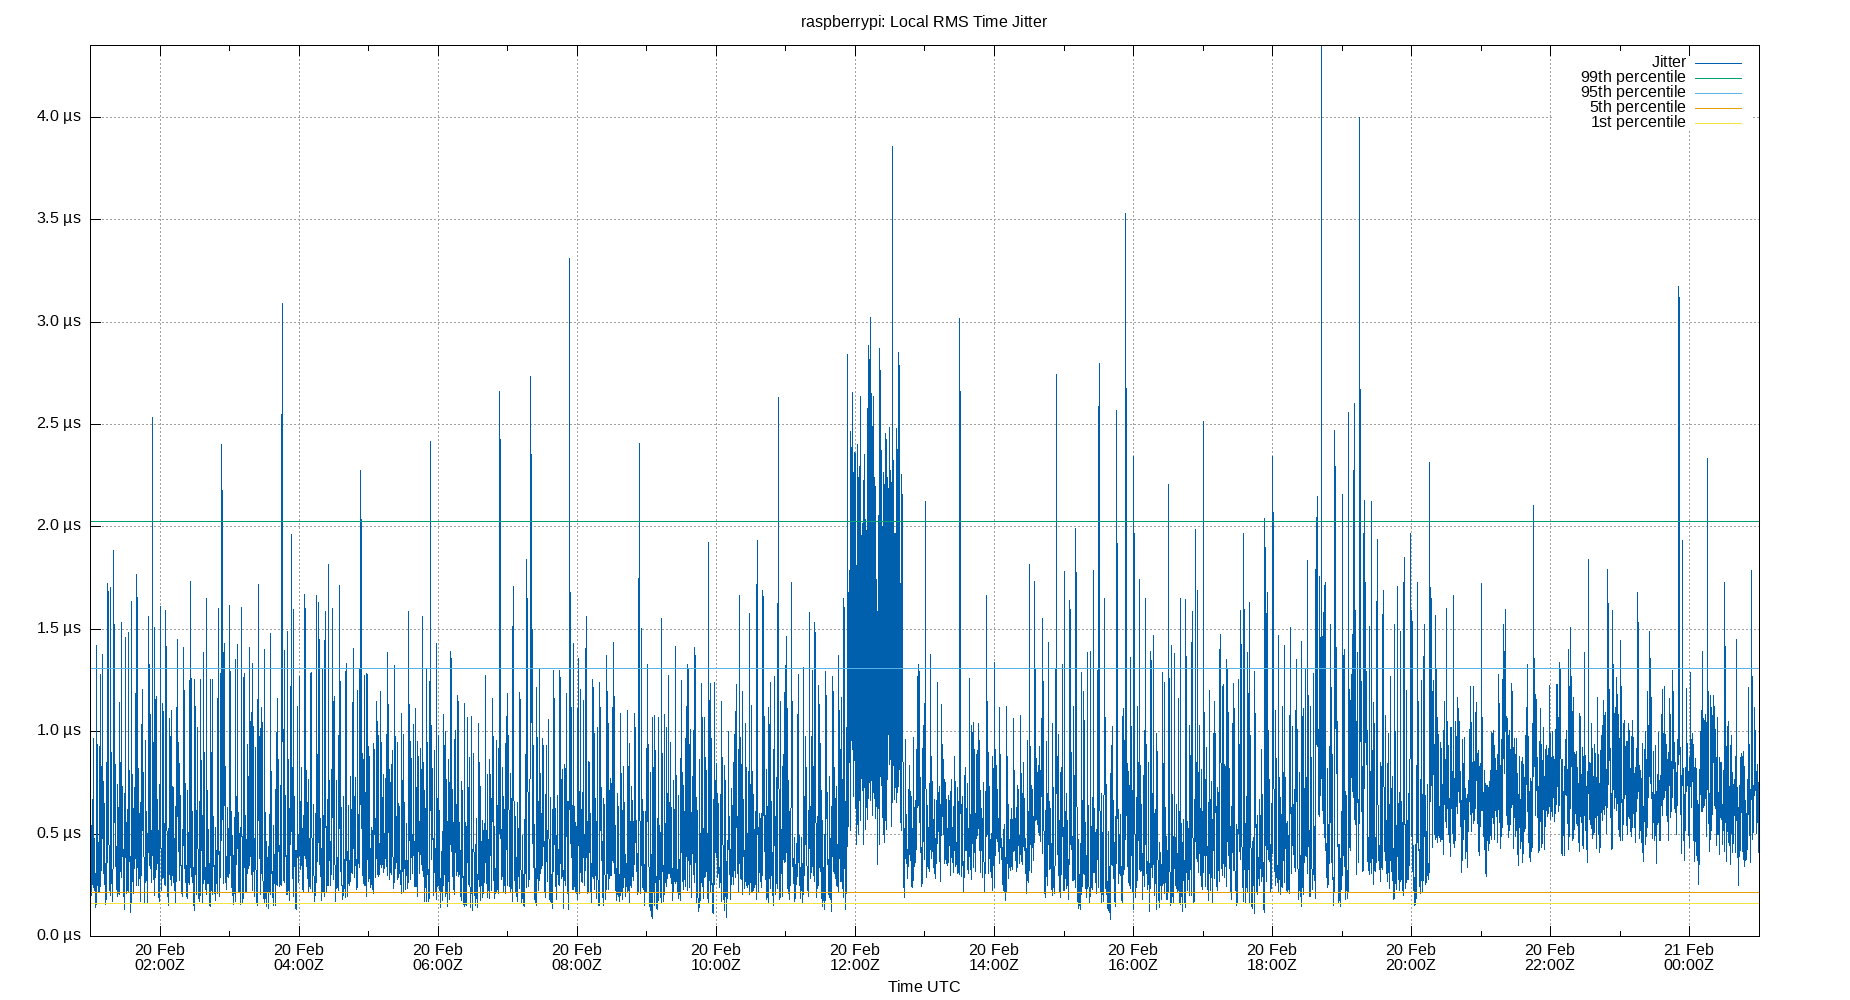 raspberrypi: Local RMS Time Jitter
Jitter
99th percentile
95th percentile
5th percentile
1st percentile
4.0 µs
3.5 µs
3.0 µs
2.5 µs
2.0 µs
1.5 µs
1.0 µs
0.5 µs
0.0 µs
20 Feb 20 Feb 20 Feb 20 Feb 20 Feb 20 Feb 20 Feb 20 Feb 20 Feb 20 Feb 20 Feb 21 Feb
02:00Z 04:00Z 06:00Z 08:00Z 10:00Z 12:00Z 14:00Z 16:00Z 18:00Z 20:00Z 22:00Z 00:00Z
Time UTC